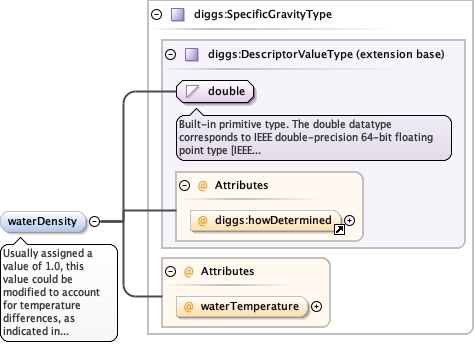 diggs:SpecificGravityType
diggs:DescriptorValueType (extension base)
double
Built-in primitive type. The double datatype
corresponds to IEEE double-precision 64-bit floating
point type [IEEE...
@ Attributes
@ diggs:howDetermined
waterDensity
Usually assigned a
value of 1.0, this
value could be
modified to account
for temperature
differences, as
indicated in...
@ Attributes
@ waterTemperature